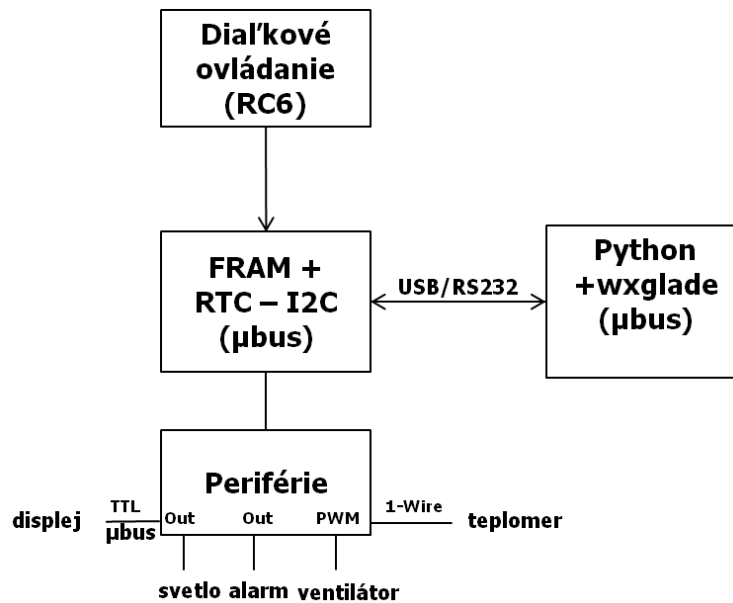 Diaľkové
ovládanie
(RC6)
FRAM +
RTC – I2C
(µbus)
USB/RS232
Python
+wxglade
(µbus)
Periférie
displej
TTL
µbus
Out
Out
PWM
1-Wire
teplomer
svetlo
alarm
ventilátor